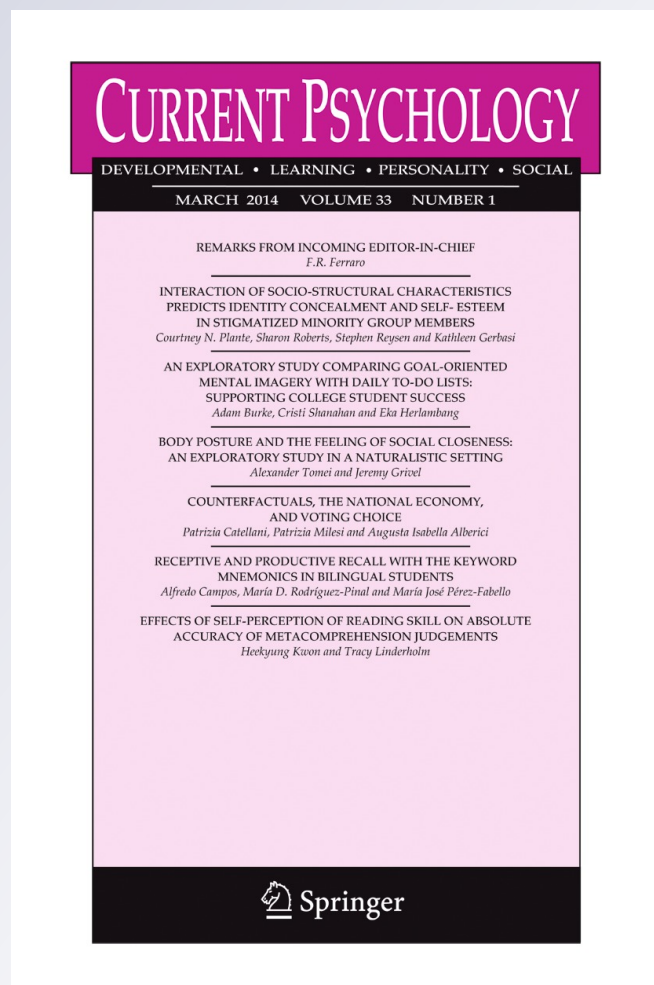 CURRENT PSYCHOLOGY
DEVELOPMENTAL • LEARNING • PERSONALITY • SOCIAL
MARCH 2014 VOLUME 33 NUMBER 1
REMARKS FROM INCOMING EDITOR-IN-CHIEF
F.R. Ferraro
INTERACTION OF SOCIO-STRUCTURAL CHARACTERISTICS
PREDICTS IDENTITY CONCEALMENT AND SELF- ESTEEM
IN STIGMATIZED MINORITY GROUP MEMBERS
Courtney N. Plante, Sharon Roberts, Stephen Reysen and Kathleen Gerbasi
AN EXPLORATORY STUDY COMPARING GOAL-ORIENTED
MENTAL IMAGERY WITH DAILY TO-DO LISTS:
SUPPORTING COLLEGE STUDENT SUCCESS
Adam Burke, Cristi Shanahan and Eka Herlambang
BODY POSTURE AND THE FEELING OF SOCIAL CLOSENESS:
AN EXPLORATORY STUDY IN A NATURALISTIC SETTING
Alexander Tomei and Jeremy Grivel
COUNTERFACTUALS, THE NATIONAL ECONOMY,
AND VOTING CHOICE
Patrizia Catellani, Patrizia Milesi and Augusta Isabella Alberici
RECEPTIVE AND PRODUCTIVE RECALL WITH THE KEYWORD
MNEMONICS IN BILINGUAL STUDENTS
Alfredo Campos, María D. Rodríguez-Pinal and María José Pérez-Fabello
EFFECTS OF SELF-PERCEPTION OF READING SKILL ON ABSOLUTE
ACCURACY OF METACOMPREHENSION JUDGEMENTS
Heekyung Kwon and Tracy Linderholm
Springer